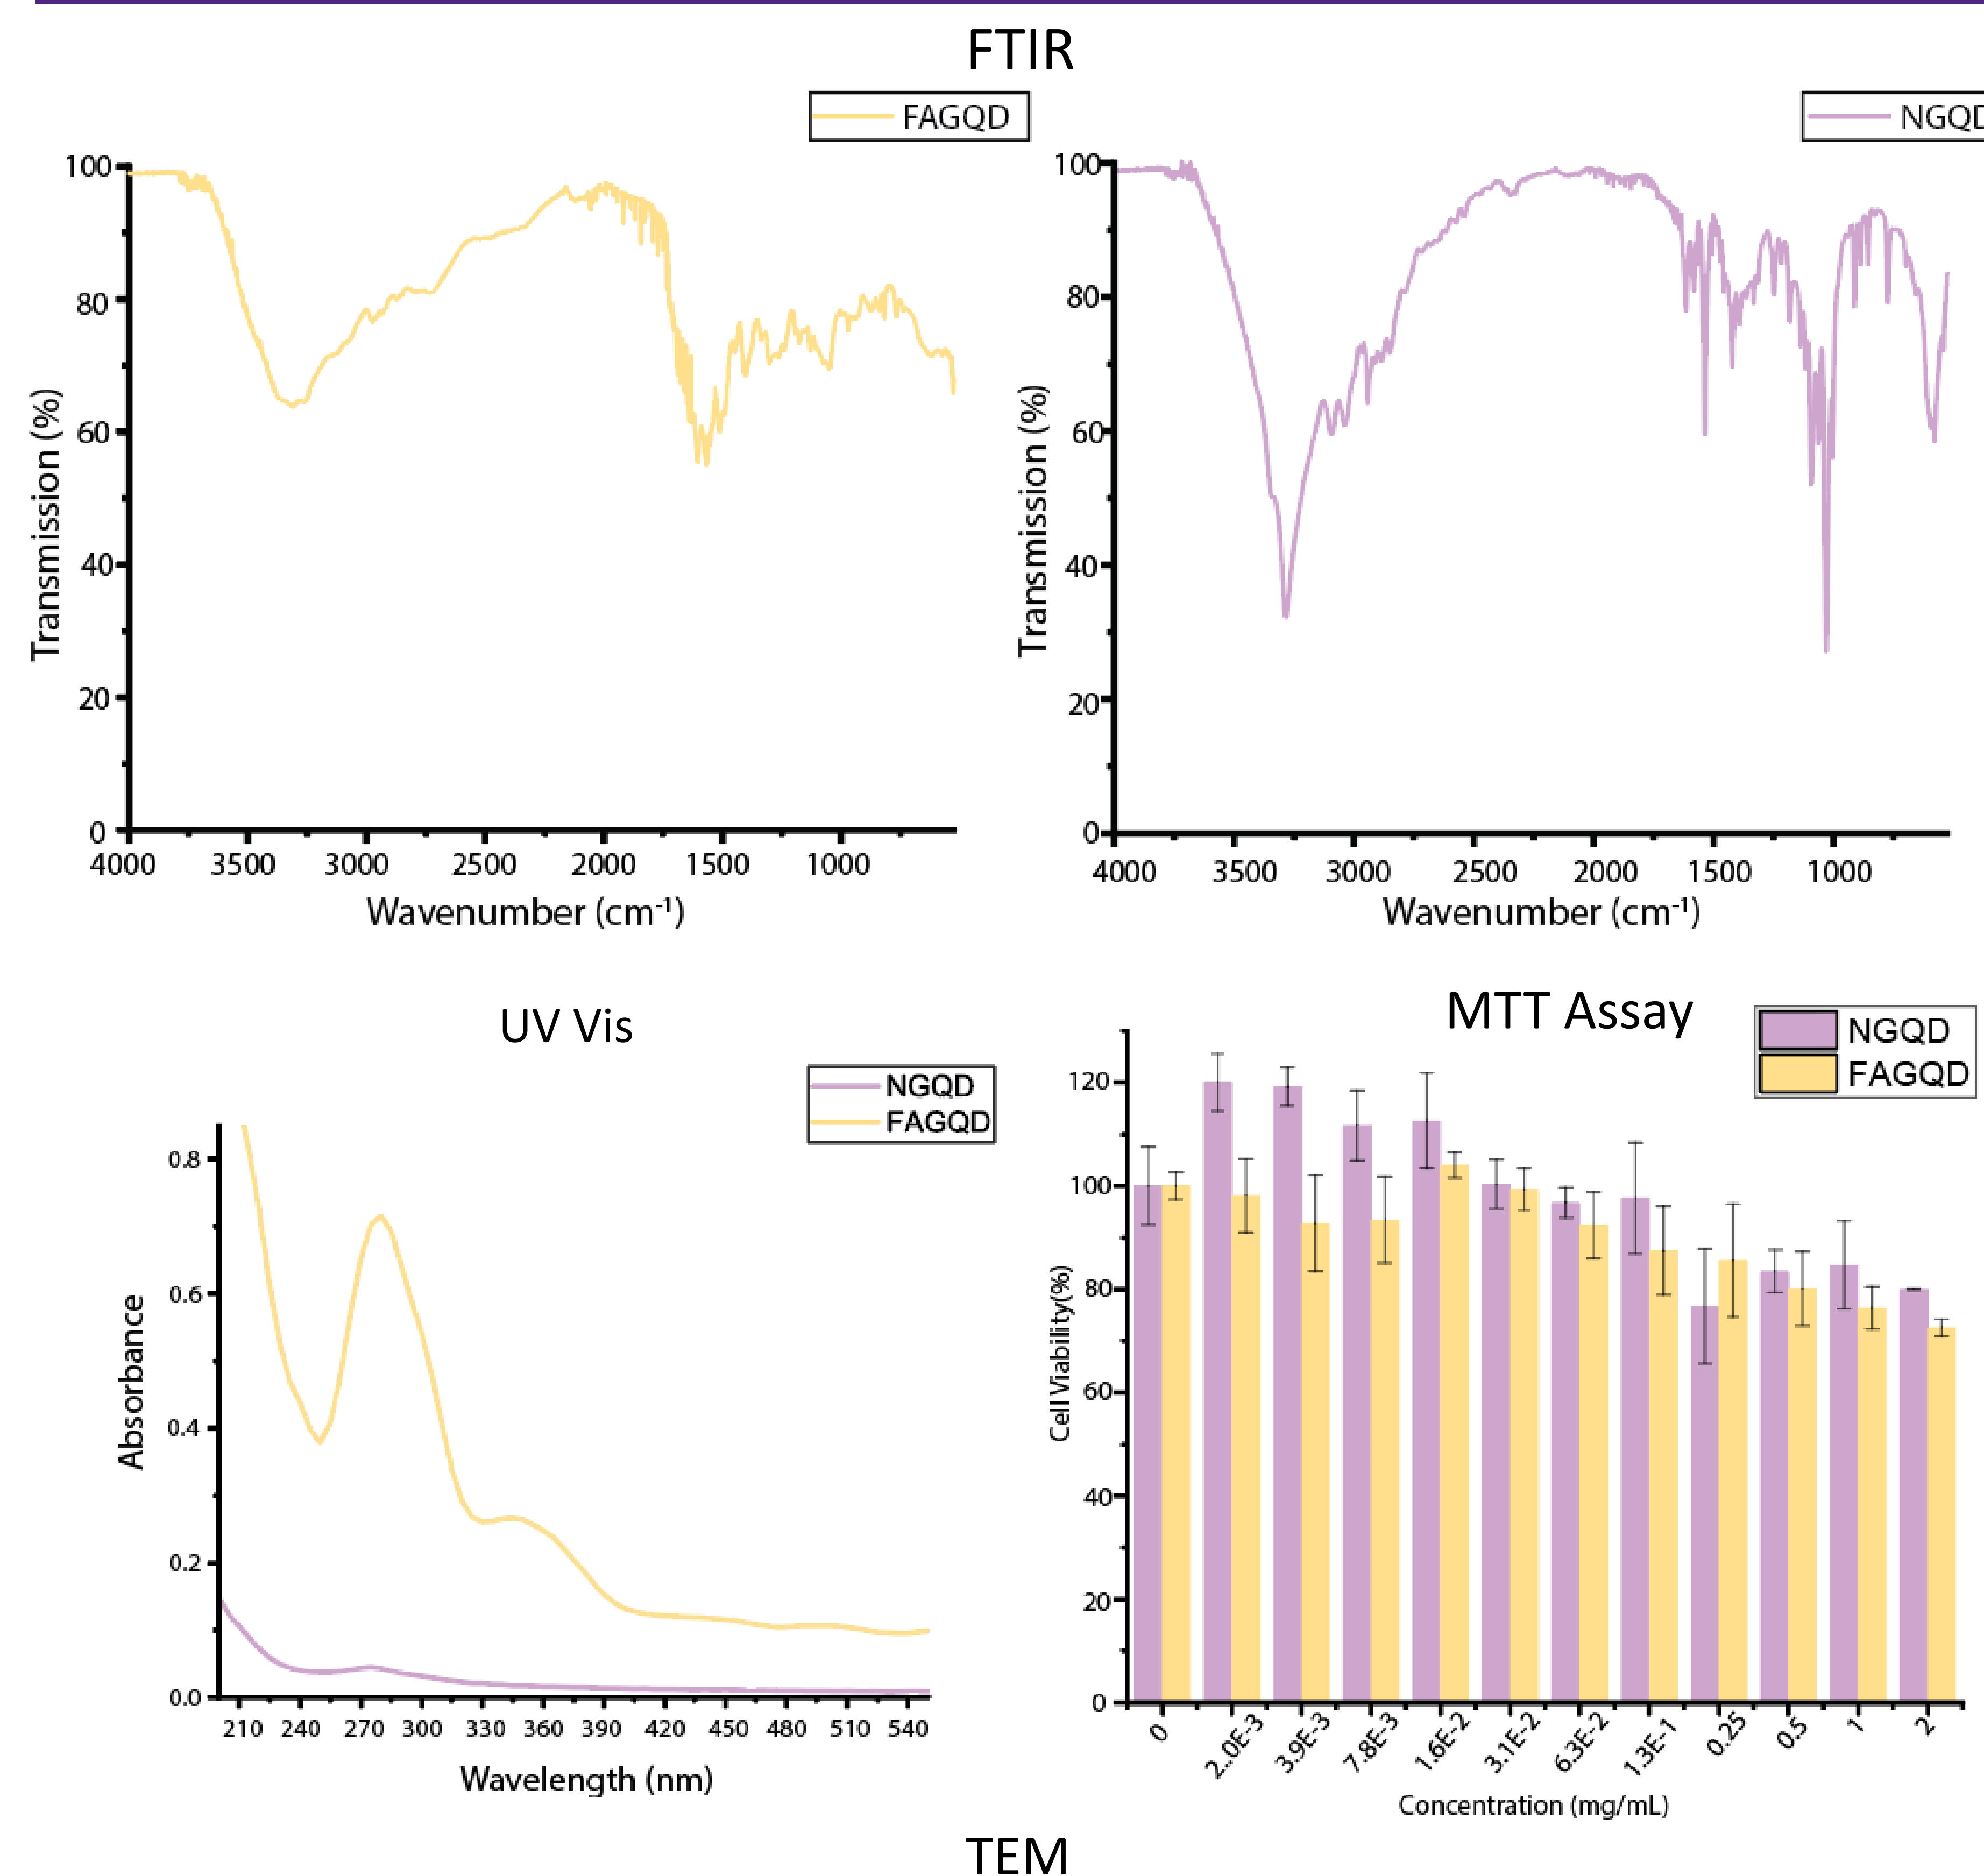 FTIR
FAGQD
100
80
60
40
20
0
Transmission (%)
4000 3500 3000 2500 2000 1500 1000
Wavenumber (cm⁻¹)
NGQD
100
80
60
40
20
0
Transmission (%)
4000 3500 3000 2500 2000 1500 1000
Wavenumber (cm⁻¹)
UV Vis
NGQD
FAGQD
0.8
0.6
0.4
0.2
0.0
Absorbance
210 240 270 300 330 360 390 420 450 480 510 540
Wavelength (nm)
MTT Assay
NGQD
FAGQD
120
100
80
60
40
20
0
Cell Viability(%)
0 2.0E-3 3.9E-3 7.8E-3 1.6E-2 3.1E-2 6.3E-2 1.3E-1 0.25 0.5 1 2
Concentration (mg/mL)
TEM